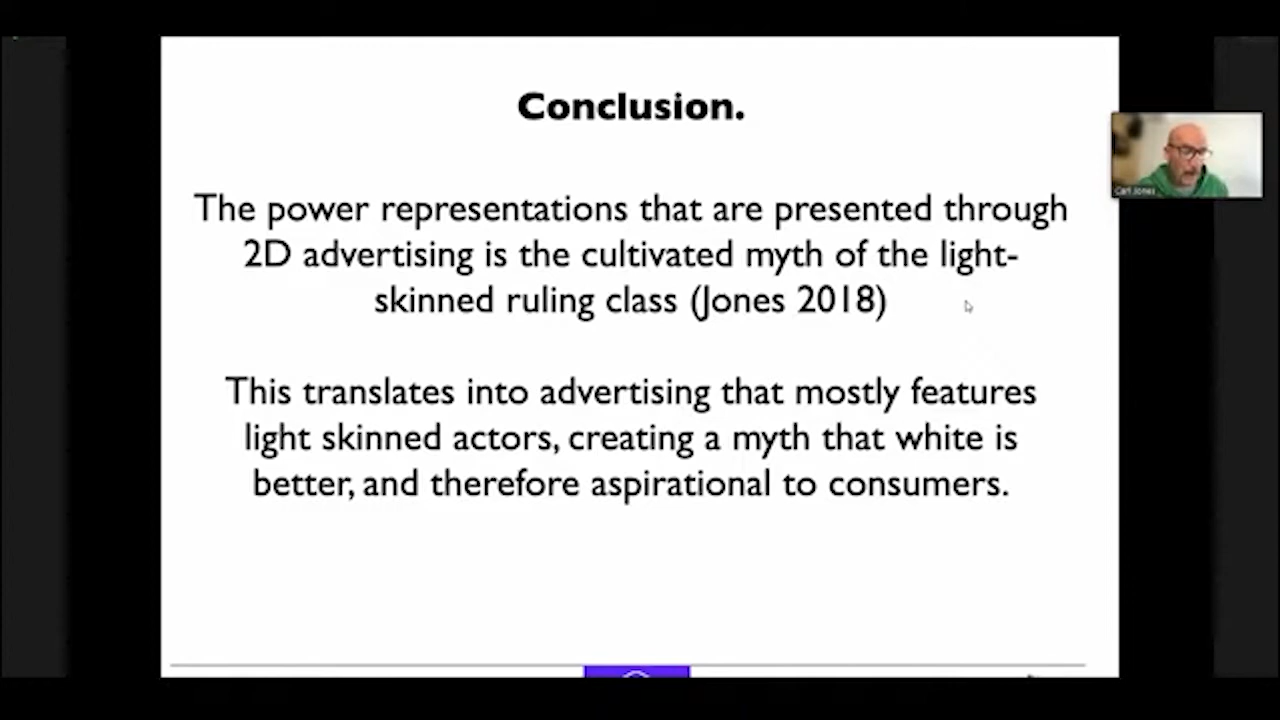 Conclusion.
The power representations that are presented through
2D advertising is the cultivated myth of the light-
skinned ruling class (Jones 2018)
This translates into advertising that mostly features
light skinned actors, creating a myth that white is
better, and therefore aspirational to consumers.
Carl Jones